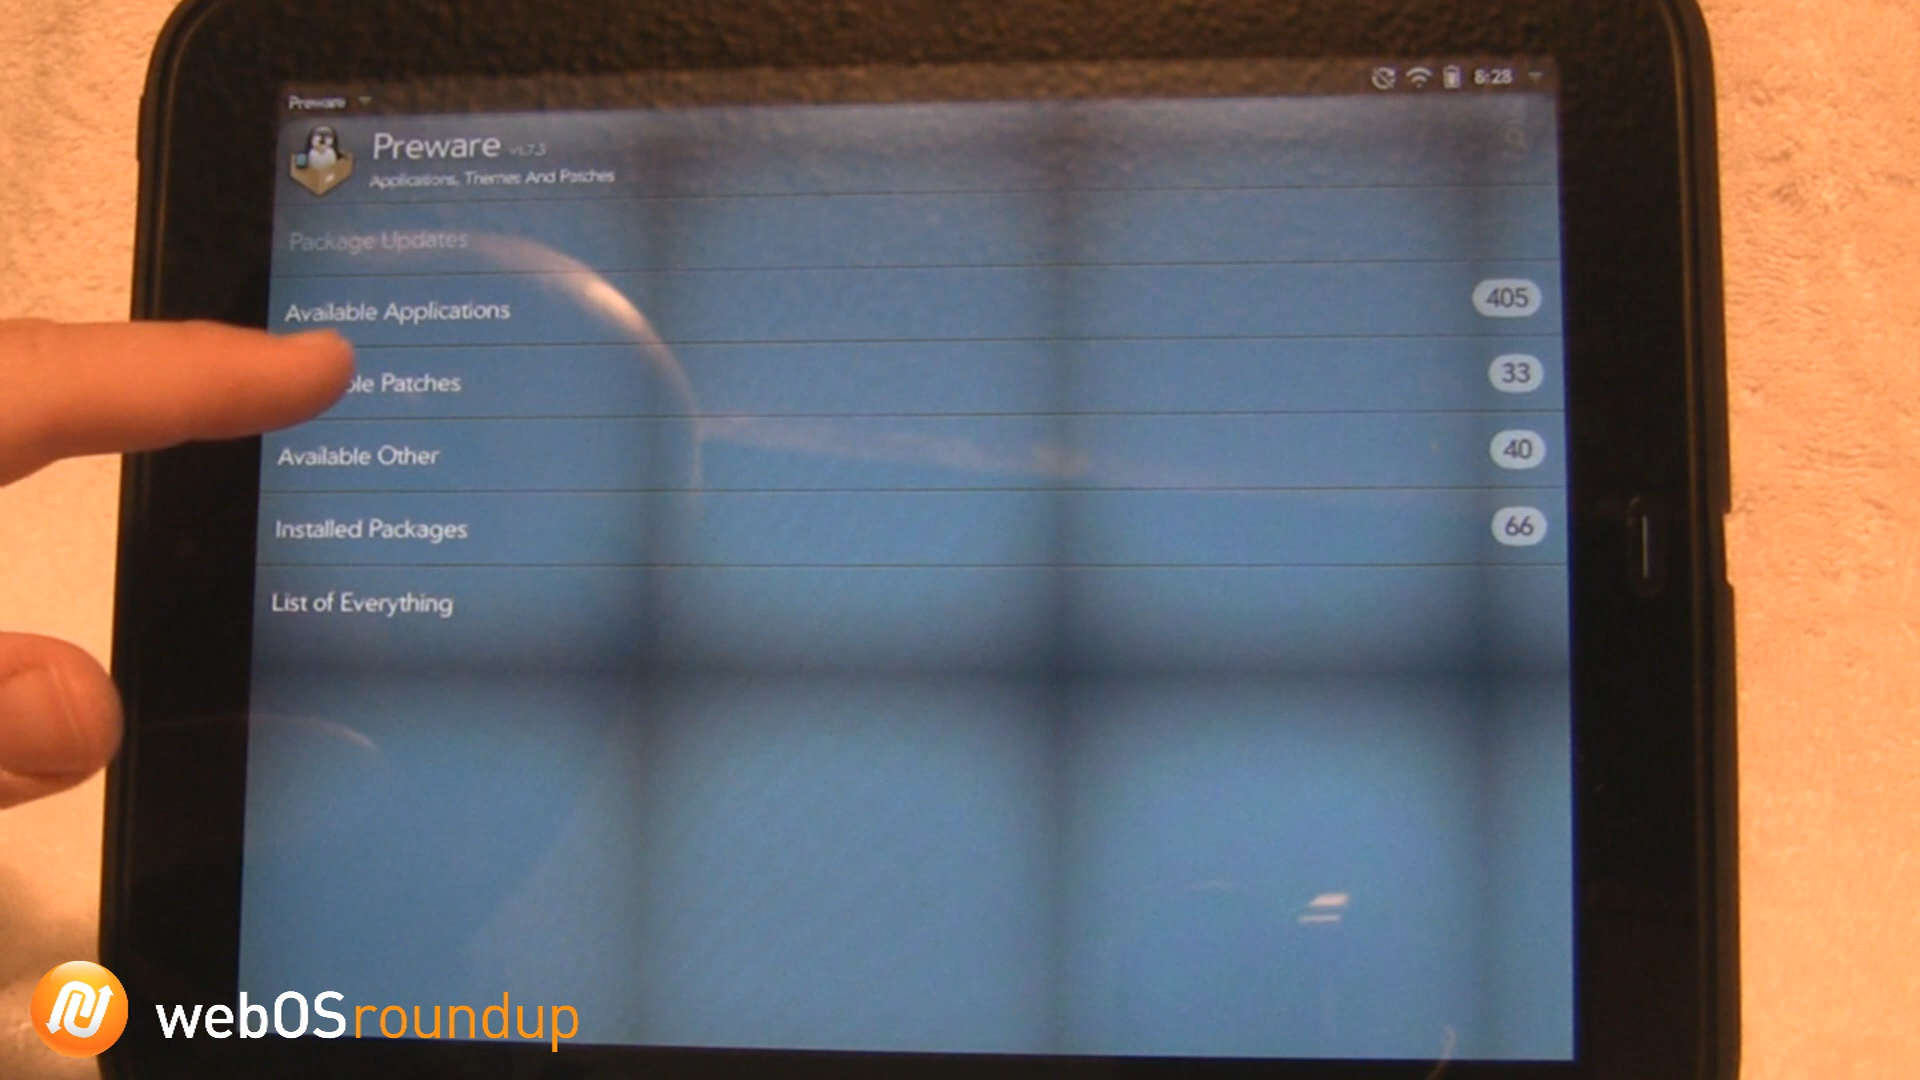 Preware
8:28
Preware v1.7.3
Applications, Themes And Patches
Package Updates
Available Applications 405
ble Patches 33
Available Other 40
Installed Packages 66
List of Everything
webOSroundup